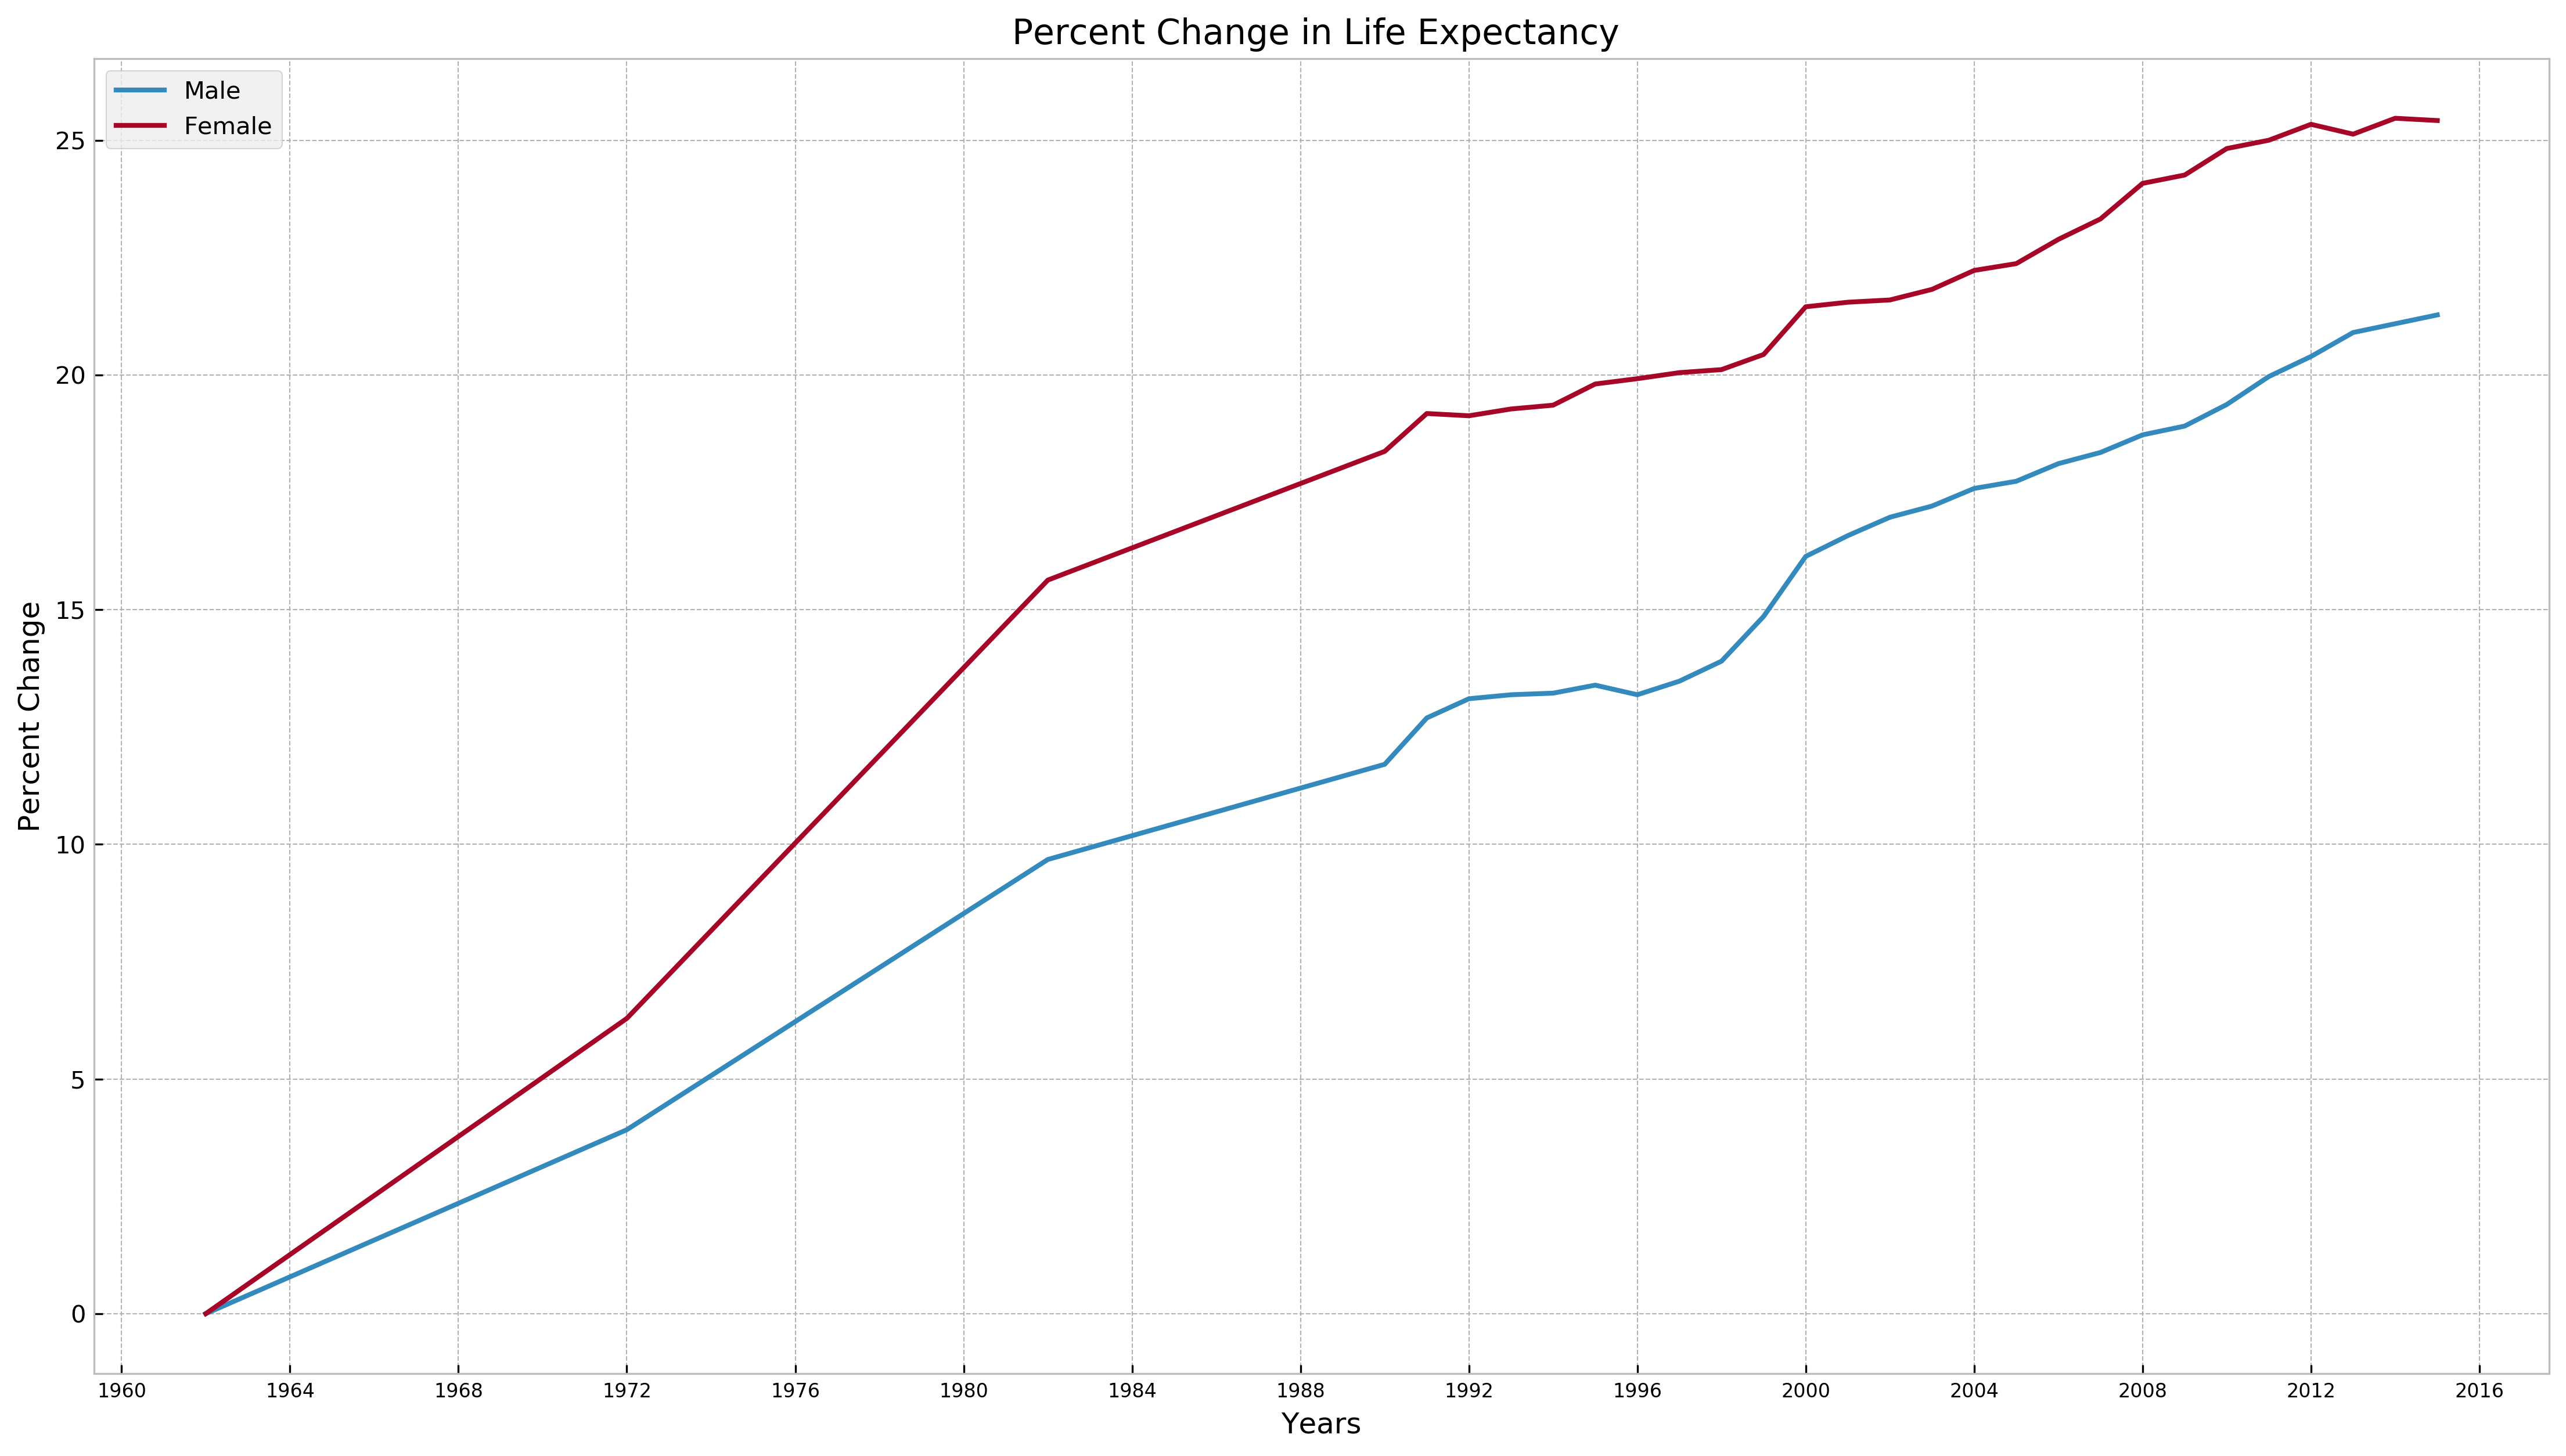 Percent Change in Life Expectancy
Male
Female
25
20
15
10
5
0
Percent Change
1960 1964 1968 1972 1976 1980 1984 1988 1992 1996 2000 2004 2008 2012 2016
Years